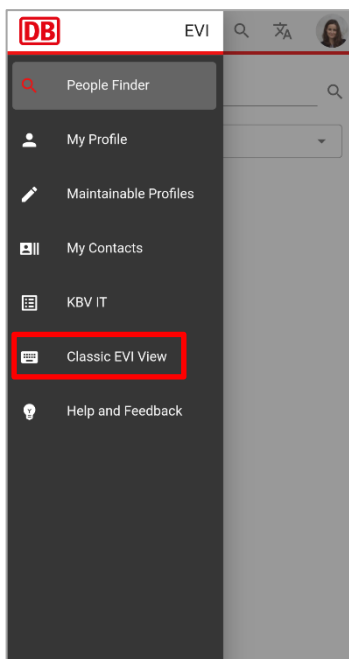 DB EVI
People Finder
My Profile
Maintainable Profiles
My Contacts
KBV IT
Classic EVI View
Help and Feedback